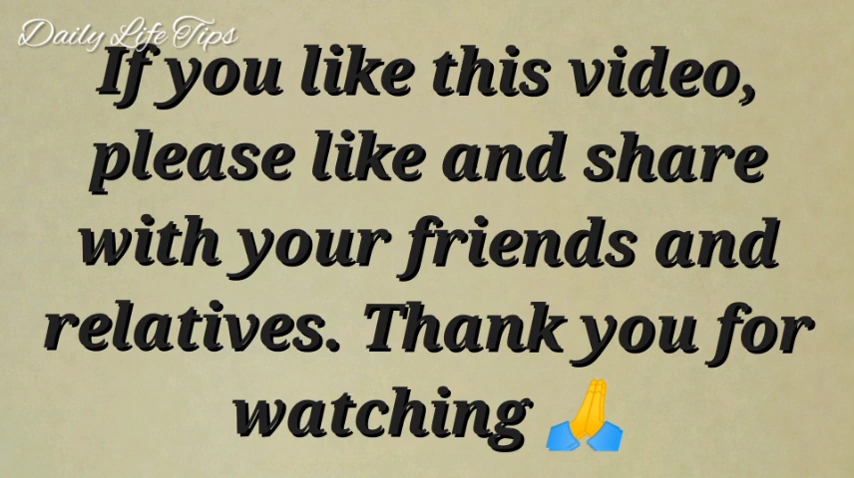 Daily Life Tips
If you like this video,
please like and share
with your friends and
relatives. Thank you for
watching 🙏